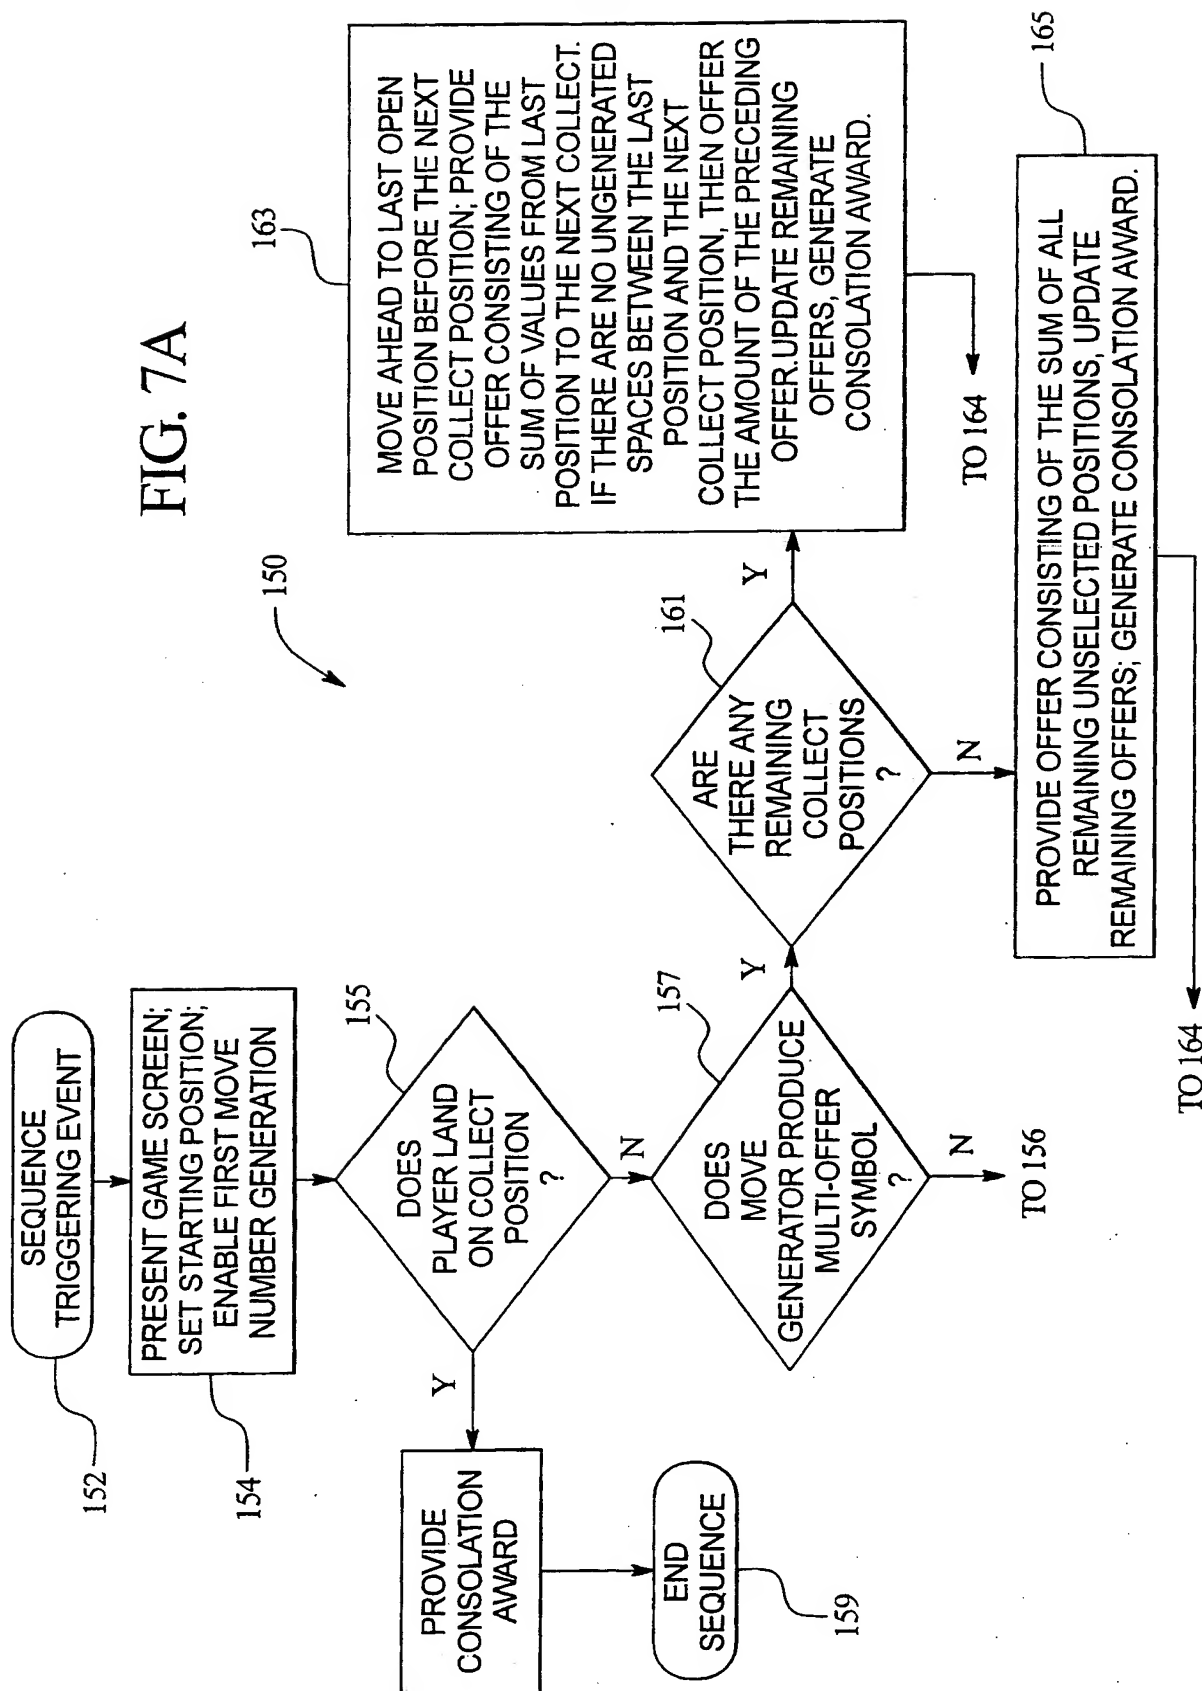 FIG. 7A
150
SEQUENCE
TRIGGERING EVENT
152
PRESENT GAME SCREEN;
SET STARTING POSITION;
ENABLE FIRST MOVE
NUMBER GENERATION
154
DOES
PLAYER LAND
ON COLLECT
POSITION
?
155
Y
N
PROVIDE
CONSOLATION
AWARD
END
SEQUENCE
159
DOES
MOVE
GENERATOR PRODUCE
MULTI-OFFER
SYMBOL
?
157
Y
N
TO 156
ARE
THERE ANY
REMAINING
COLLECT
POSITIONS
?
161
Y
N
MOVE AHEAD TO LAST OPEN
POSITION BEFORE THE NEXT
COLLECT POSITION; PROVIDE
OFFER CONSISTING OF THE
SUM OF VALUES FROM LAST
POSITION TO THE NEXT COLLECT.
IF THERE ARE NO UNGENERATED
SPACES BETWEEN THE LAST
POSITION AND THE NEXT
COLLECT POSITION, THEN OFFER
THE AMOUNT OF THE PRECEDING
OFFER.UPDATE REMAINING
OFFERS, GENERATE
CONSOLATION AWARD.
163
TO 164
PROVIDE OFFER CONSISTING OF THE SUM OF ALL
REMAINING UNSELECTED POSITIONS, UPDATE
REMAINING OFFERS; GENERATE CONSOLATION AWARD.
165
TO 164